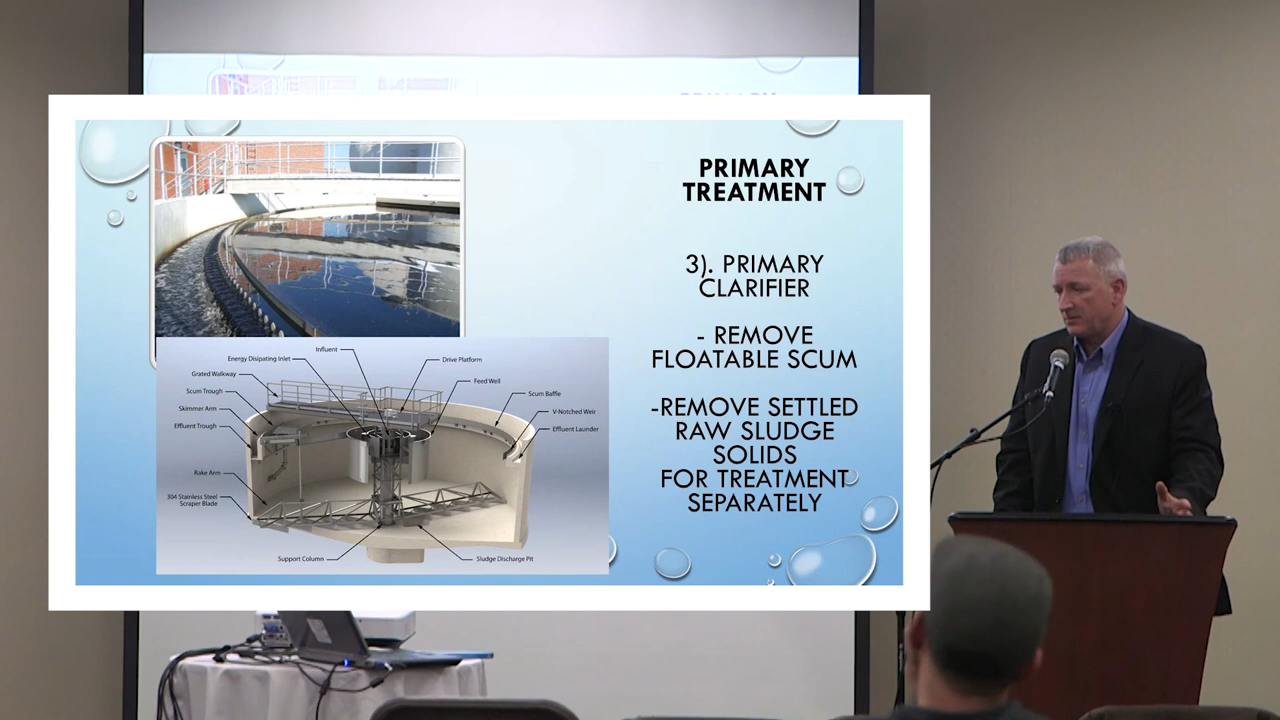 PRIMARY
TREATMENT
3). PRIMARY
CLARIFIER
- REMOVE
FLOATABLE SCUM
-REMOVE SETTLED
RAW SLUDGE
SOLIDS
FOR TREATMENT
SEPARATELY
Influent
Energy Disipating Inlet
Drive Platform
Grated Walkway
Feed Well
Scum Trough
Scum Baffle
Skimmer Arm
V-Notched Weir
Effluent Trough
Effluent Launder
Rake Arm
304 Stainless Steel
Scraper Blade
Support Column
Sludge Discharge Pit